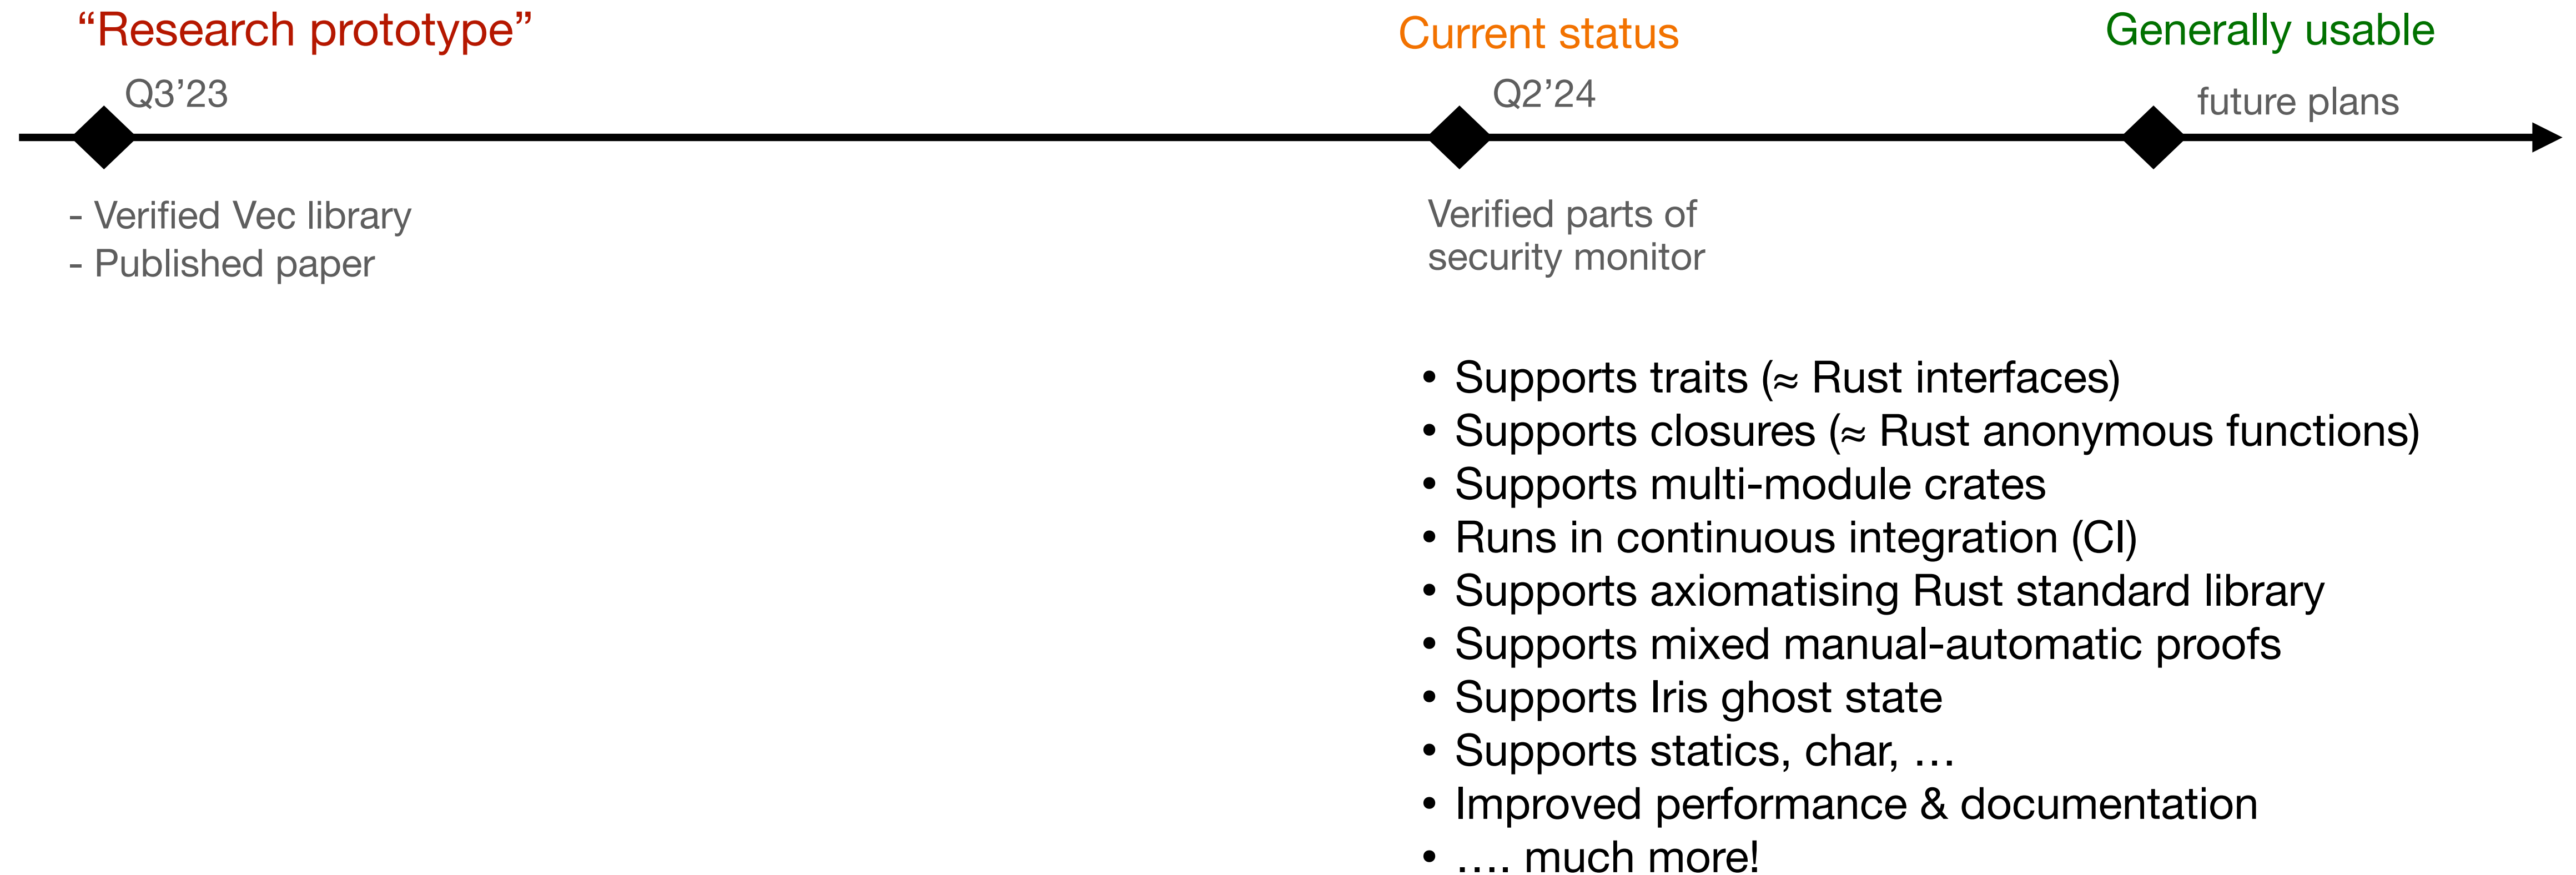 “Research prototype”
Current status
Generally usable
Q3’23
Q2’24
future plans
- Verified Vec library
- Published paper
Verified parts of
security monitor
• Supports traits (≈ Rust interfaces)
• Supports closures (≈ Rust anonymous functions)
• Supports multi-module crates
• Runs in continuous integration (CI)
• Supports axiomatising Rust standard library
• Supports mixed manual-automatic proofs
• Supports Iris ghost state
• Supports statics, char, …
• Improved performance & documentation
• …. much more!